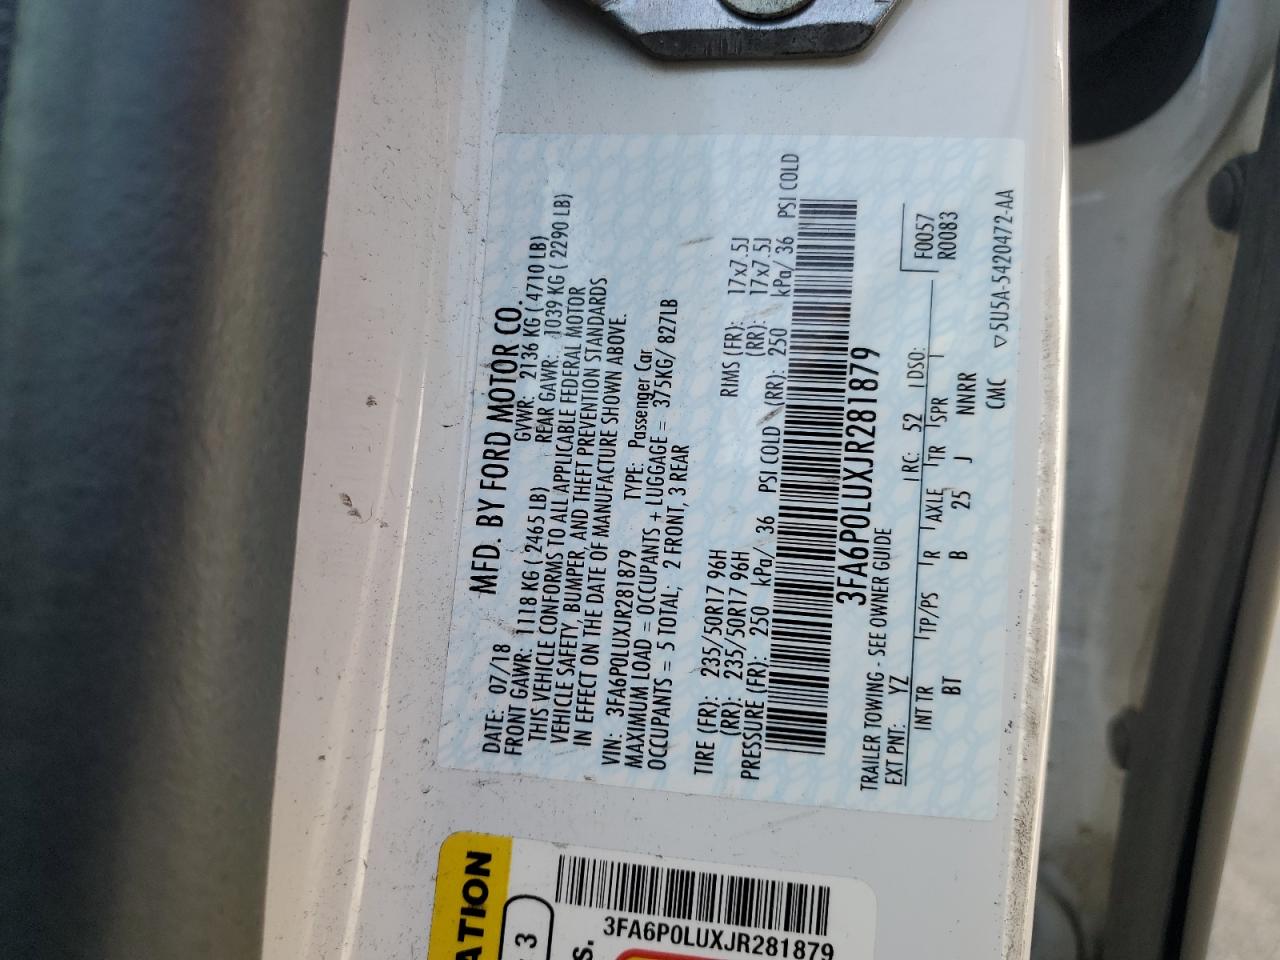 MFD. BY FORD MOTOR CO.
DATE: 07/18 GVWR: 2136 KG ( 4710 LB)
FRONT GAWR: 1118 KG ( 2465 LB) REAR GAWR: 1039 KG ( 2290 LB)
THIS VEHICLE CONFORMS TO ALL APPLICABLE FEDERAL MOTOR
VEHICLE SAFETY, BUMPER, AND THEFT PREVENTION STANDARDS
IN EFFECT ON THE DATE OF MANUFACTURE SHOWN ABOVE.
VIN: 3FA6P0LUXJR281879 TYPE: Passenger Car
MAXIMUM LOAD = OCCUPANTS + LUGGAGE = 375KG/ 827LB
OCCUPANTS = 5 TOTAL; 2 FRONT, 3 REAR
TIRE (FR): 235/50R17 96H RIMS (FR): 17x7.5J
(RR): 235/50R17 96H (RR): 17x7.5J
PRESSURE (FR): 250 kPa/ 36 PSI COLD (RR): 250 kPa/ 36 PSI COLD
3FA6P0LUXJR281879
TRAILER TOWING - SEE OWNER GUIDE
EXT PNT: YZ RC: 52 DSO: F0057
INT TR TP/PS R AXLE TR SPR R0083
BT B 25 J NNRR
CMC ▽5U5A-5420472-AA
ATION
3
3FA6P0LUXJR281879
s.